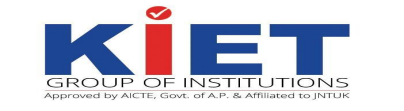 KiET
GROUP OF INSTITUTIONS
Approved by AICTE, Govt. of A.P. & Affiliated to JNTUK